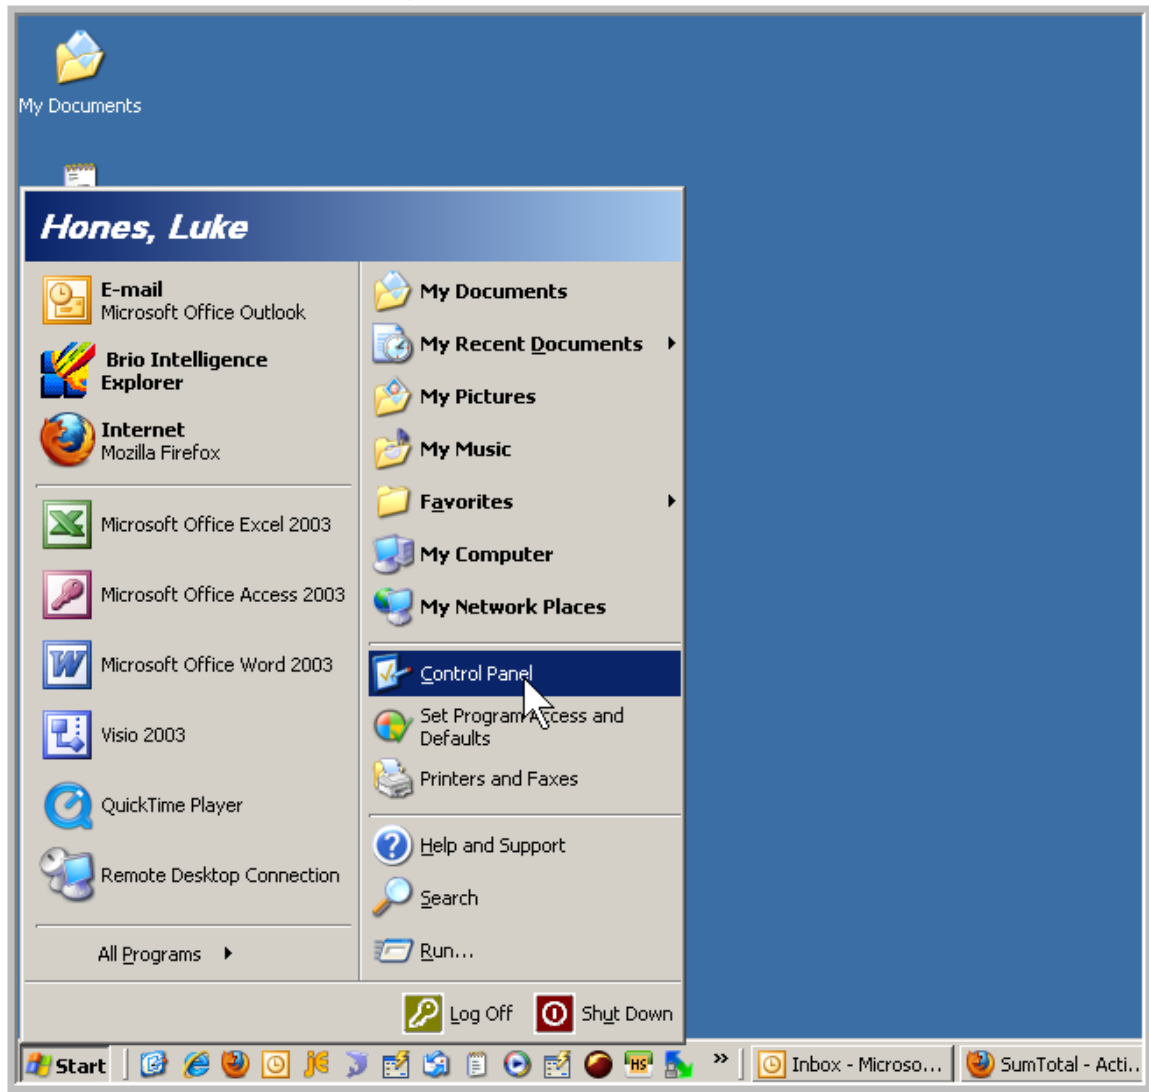 My Documents
Hones, Luke
E-mail
Microsoft Office Outlook
Brio Intelligence
Explorer
Internet
Mozilla Firefox
Microsoft Office Excel 2003
Microsoft Office Access 2003
Microsoft Office Word 2003
Visio 2003
QuickTime Player
Remote Desktop Connection
All Programs
My Documents
My Recent Documents
My Pictures
My Music
Favorites
My Computer
My Network Places
Control Panel
Set Program Access and
Defaults
Printers and Faxes
Help and Support
Search
Run...
Log Off
Shut Down
Start
HS
»
Inbox - Microso...
SumTotal - Acti..